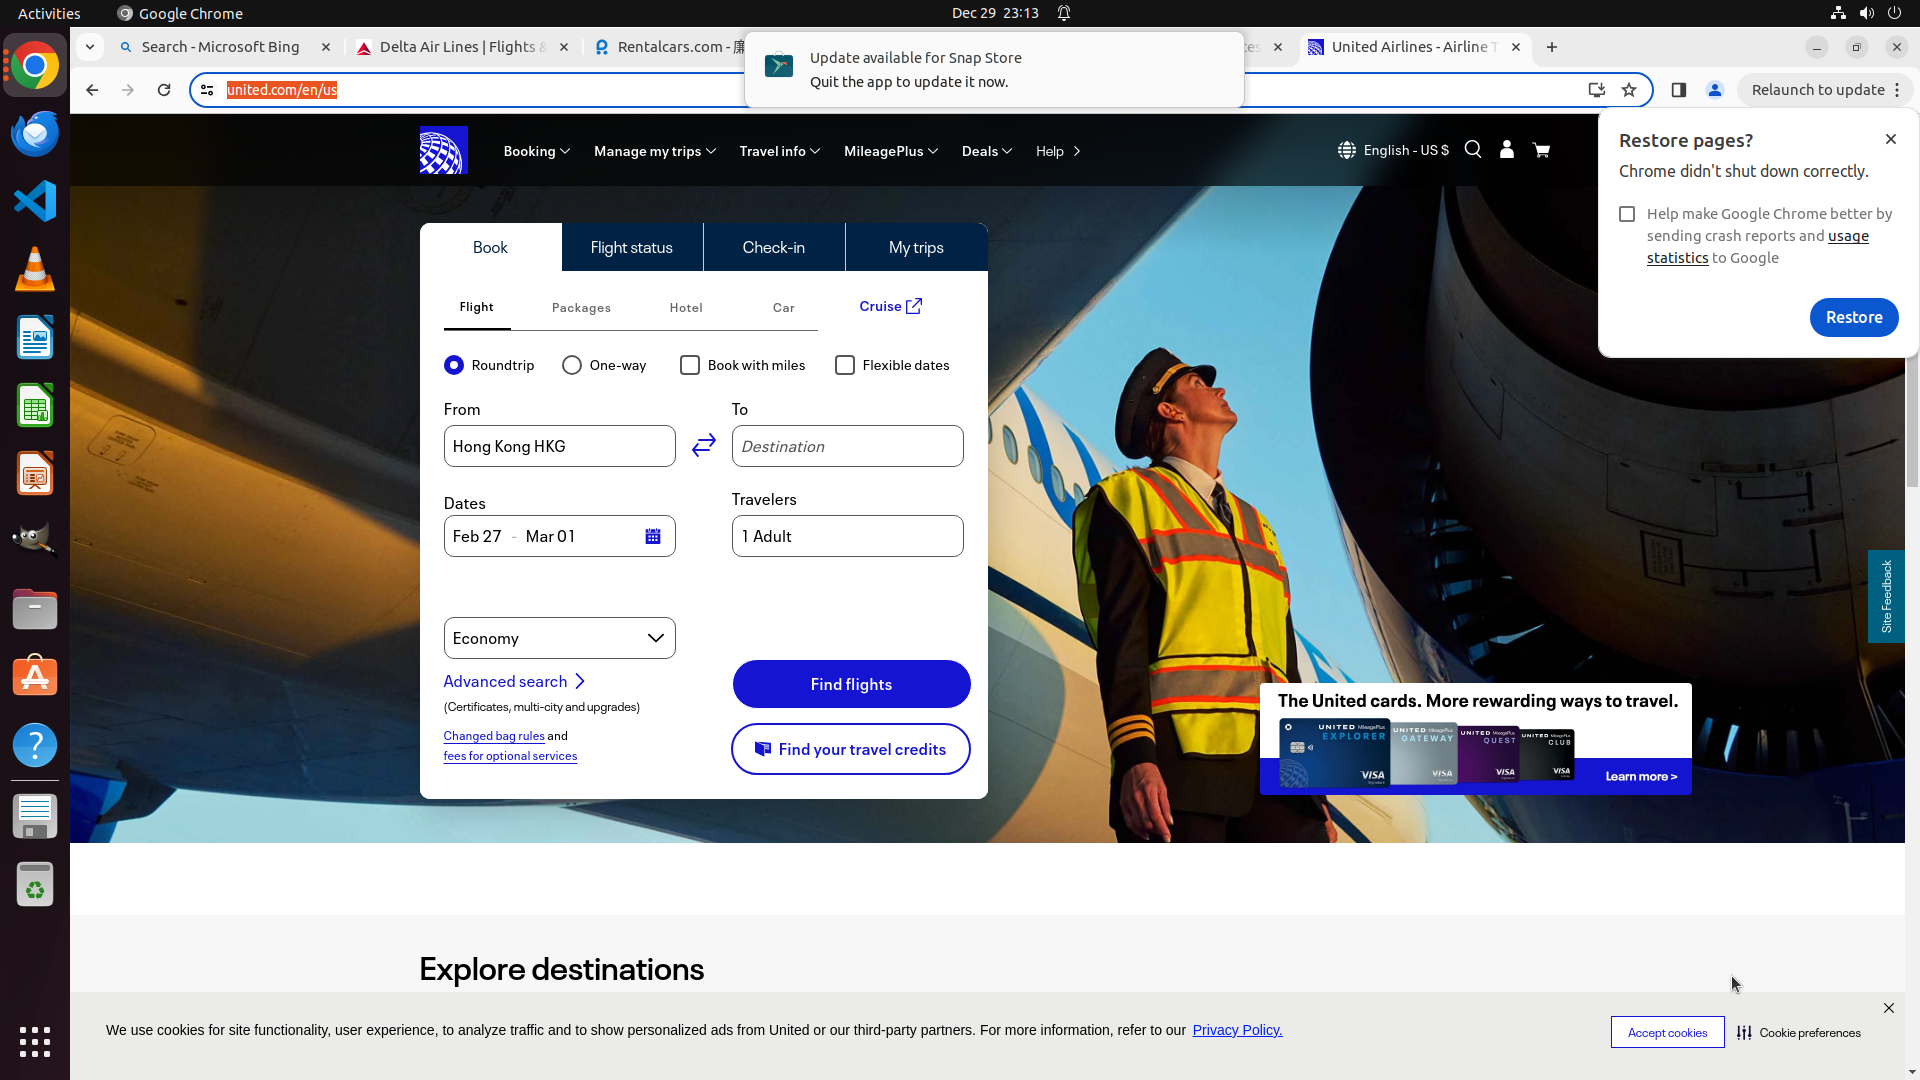 Activities
Google Chrome
Dec 29 23:13
Search - Microsoft Bing
Delta Air Lines | Flights &
Rentalcars.com -
United Airlines - Airline T
Update available for Snap Store
Quit the app to update it now.
united.com/en/us
Relaunch to update
Restore pages?
Chrome didn't shut down correctly.
Help make Google Chrome better by
sending crash reports and usage
statistics to Google
Restore
Booking
Manage my trips
Travel info
MileagePlus
Deals
Help
English - US $
Book
Flight status
Check-in
My trips
Flight
Packages
Hotel
Car
Cruise
Roundtrip
One-way
Book with miles
Flexible dates
From
To
Hong Kong HKG
Destination
Dates
Travelers
Feb 27 - Mar 01
1 Adult
Economy
Advanced search
(Certificates, multi-city and upgrades)
Changed bag rules and
fees for optional services
Find flights
Find your travel credits
Site Feedback
The United cards. More rewarding ways to travel.
UNITED MileagePlus
EXPLORER
UNITED MileagePlus
GATEWAY
UNITED MileagePlus
QUEST
UNITED MileagePlus
CLUB
VISA
VISA
VISA
VISA
Learn more >
Explore destinations
We use cookies for site functionality, user experience, to analyze traffic and to show personalized ads from United or our third-party partners. For more information, refer to our Privacy Policy.
Accept cookies
Cookie preferences